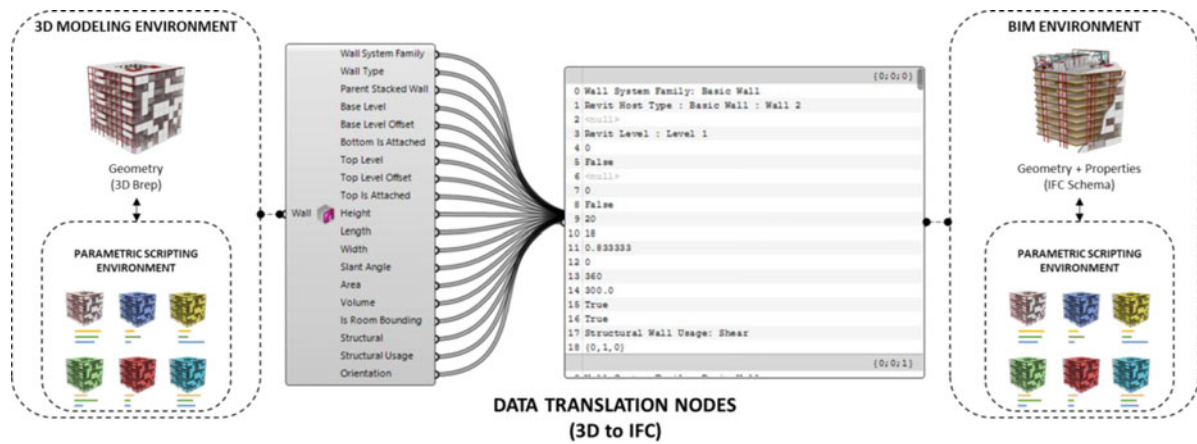 3D MODELING ENVIRONMENT
Geometry
(3D Brep)
PARAMETRIC SCRIPTING
ENVIRONMENT
Wall
Wall System Family
Wall Type
Parent Stacked Wall
Base Level
Base Level Offset
Bottom Is Attached
Top Level
Top Level Offset
Top Is Attached
Height
Length
Width
Slant Angle
Area
Volume
Is Room Bounding
Structural
Structural Usage
Orientation
{0;0;0}
0 Wall System Family: Basic Wall
1 Revit Host Type : Basic Wall : Wall 2
2 <null>
3 Revit Level : Level 1
4 0
5 False
6 <null>
7 0
8 False
9 20
10 18
11 0.833333
12 0
13 360
14 300.0
15 True
16 True
17 Structural Wall Usage: Shear
18 {0,1,0}
{0;0;1}
DATA TRANSLATION NODES
(3D to IFC)
BIM ENVIRONMENT
Geometry + Properties
(IFC Schema)
PARAMETRIC SCRIPTING
ENVIRONMENT